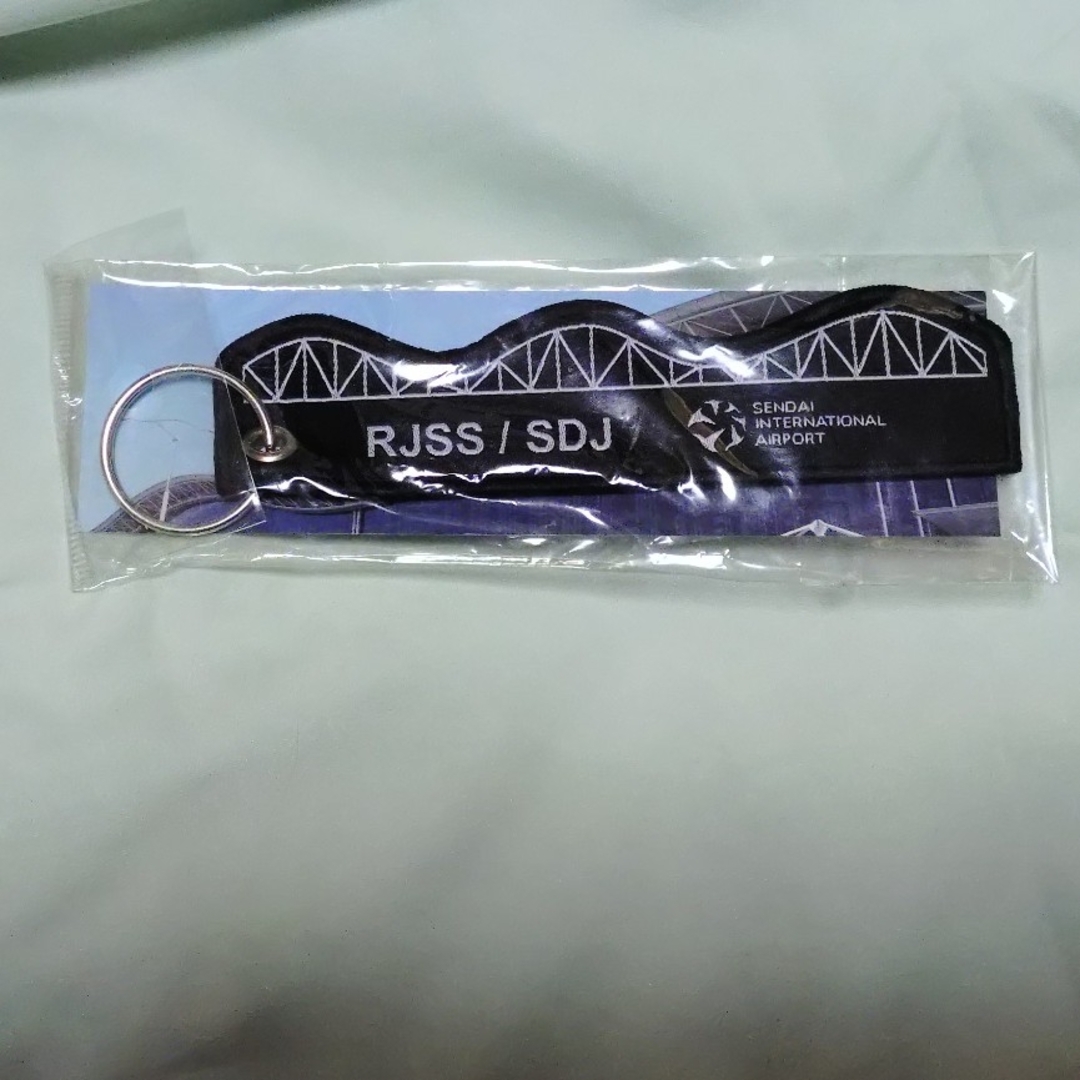 RJSS / SDJ
SENDAI
INTERNATIONAL
AIRPORT